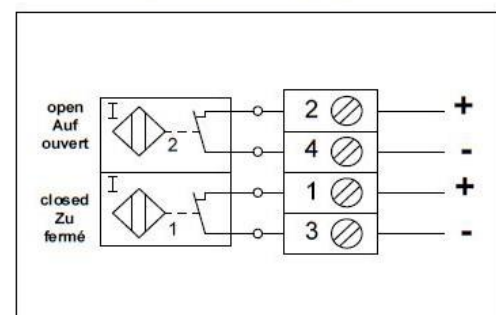 open
Auf
ouvert
I
2
2
+
4
-
closed
Zu
fermé
I
1
1
+
3
-